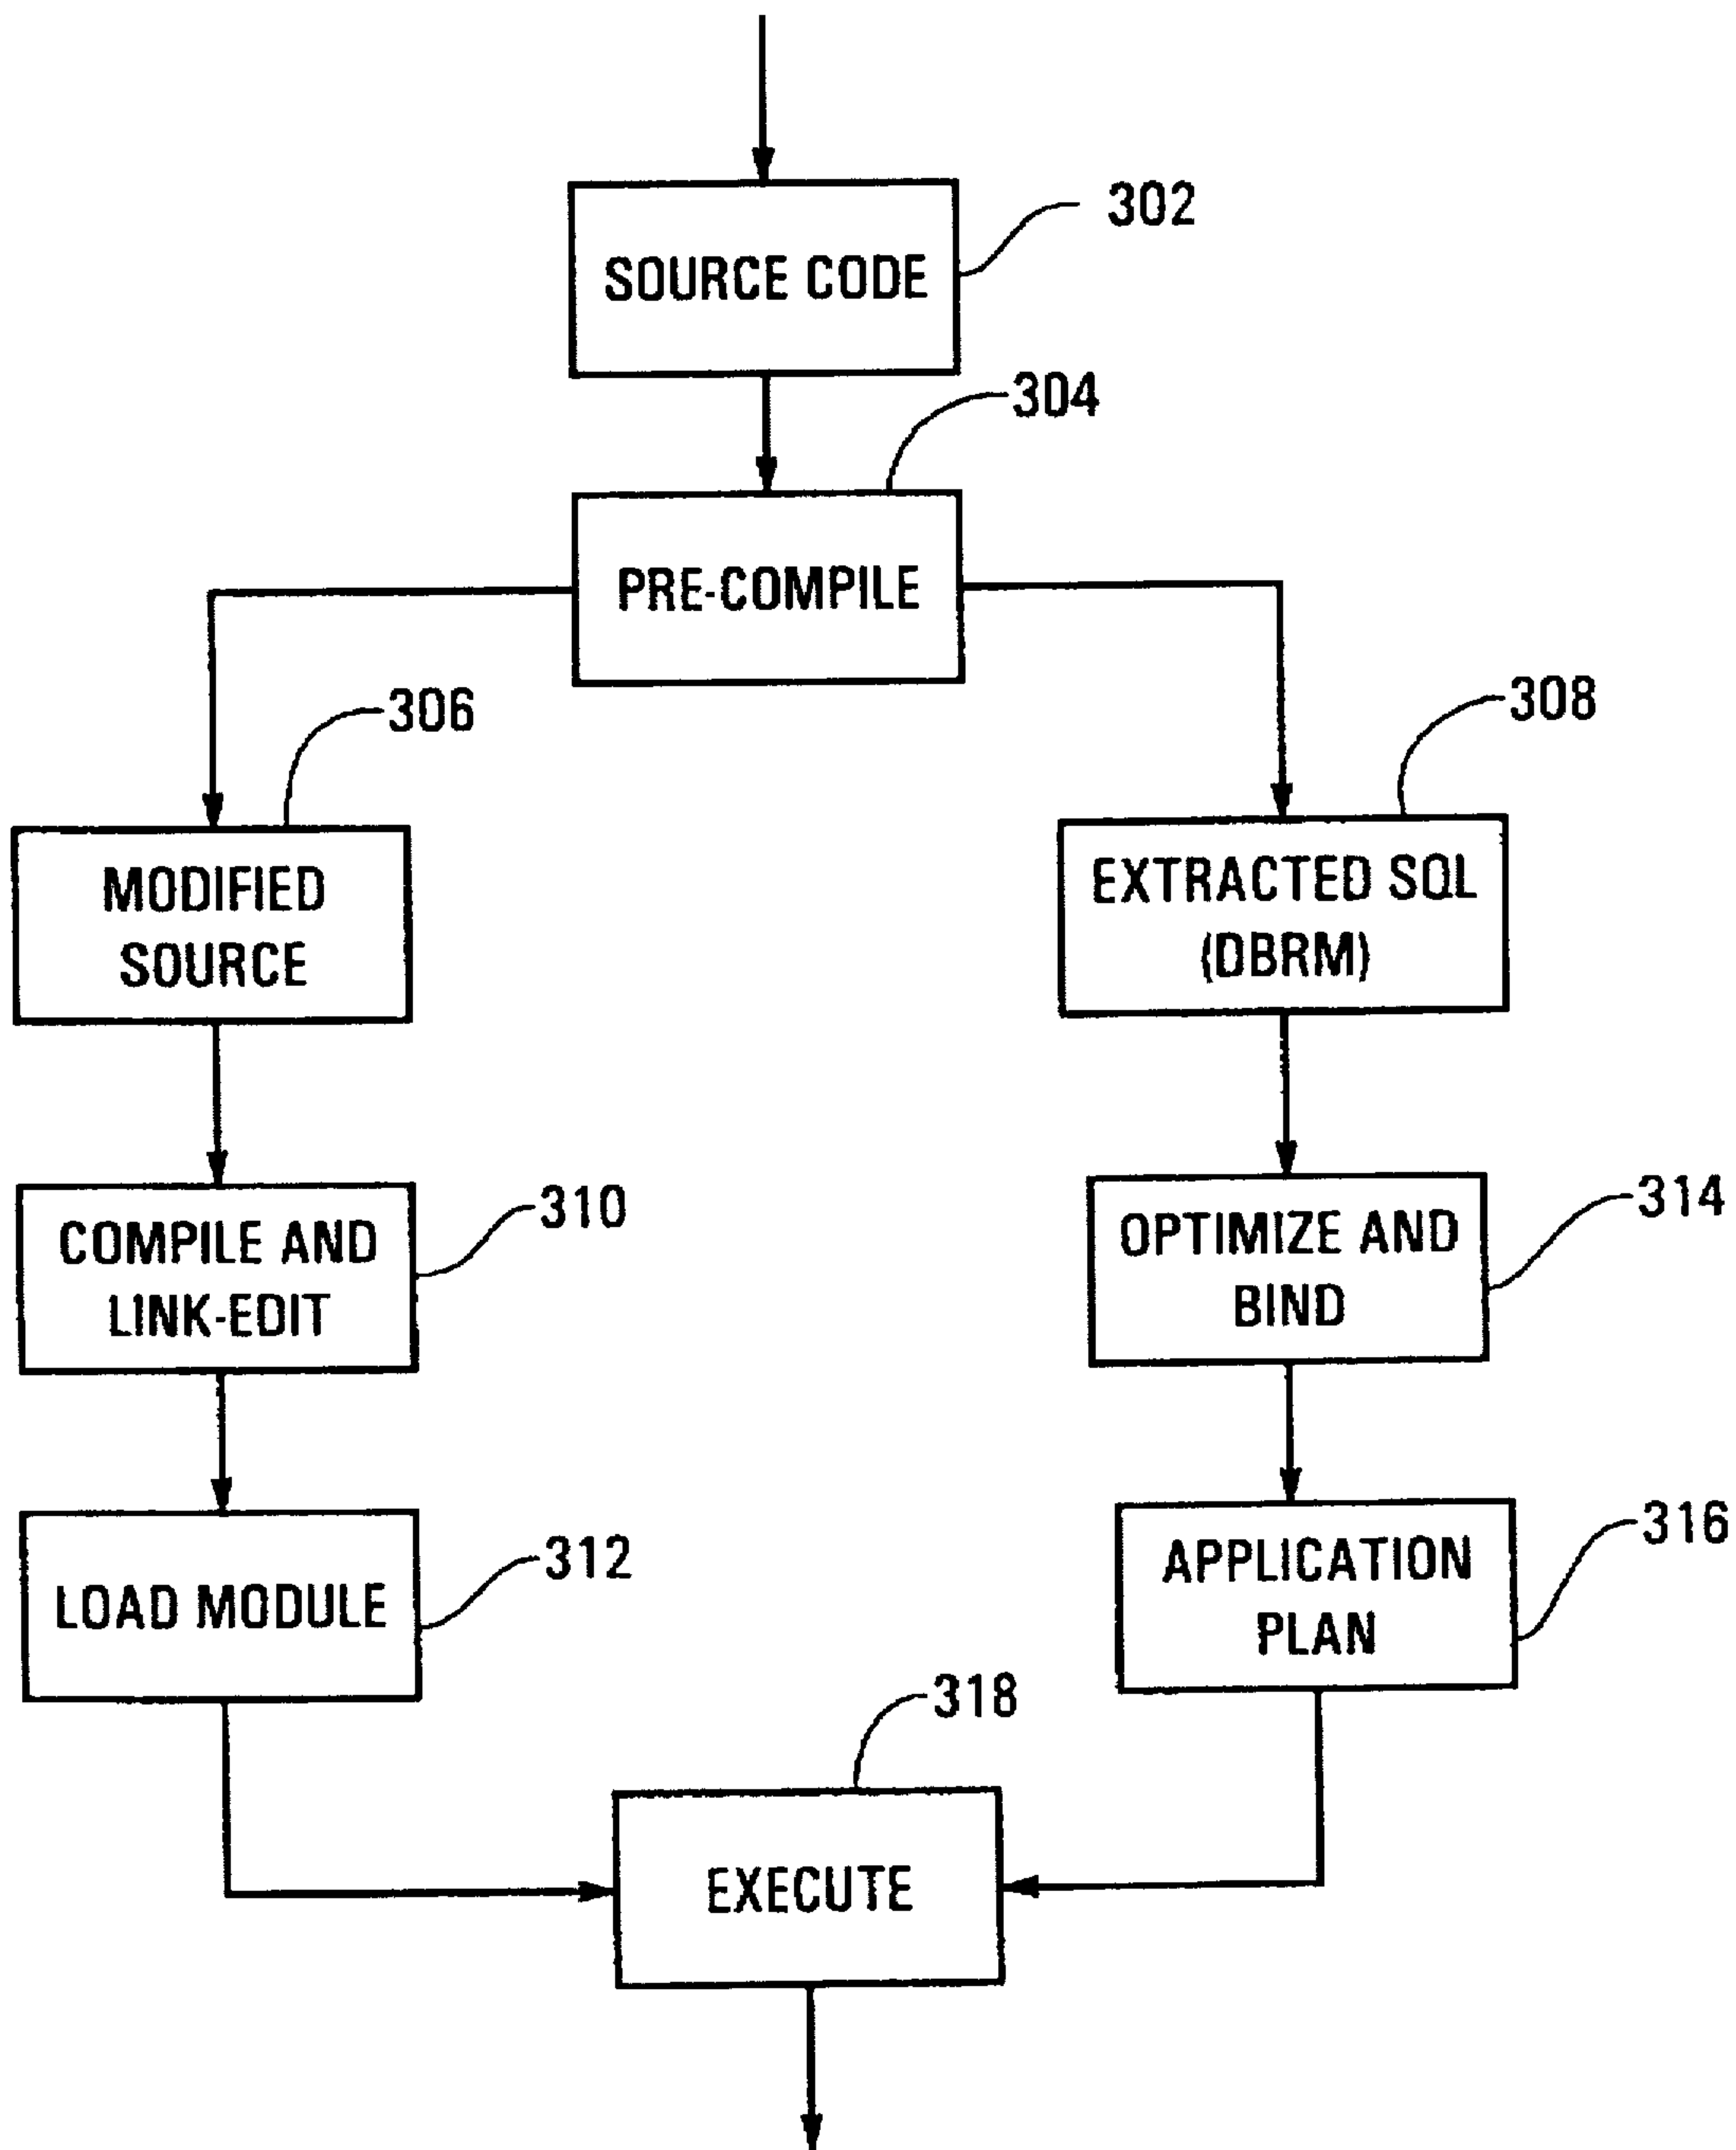 302
SOURCE CODE
304
PRE-COMPILE
306
MODIFIED
SOURCE
308
EXTRACTED SQL
(DBRM)
310
COMPILE AND
LINK-EDIT
314
OPTIMIZE AND
BIND
312
LOAD MODULE
316
APPLICATION
PLAN
318
EXECUTE